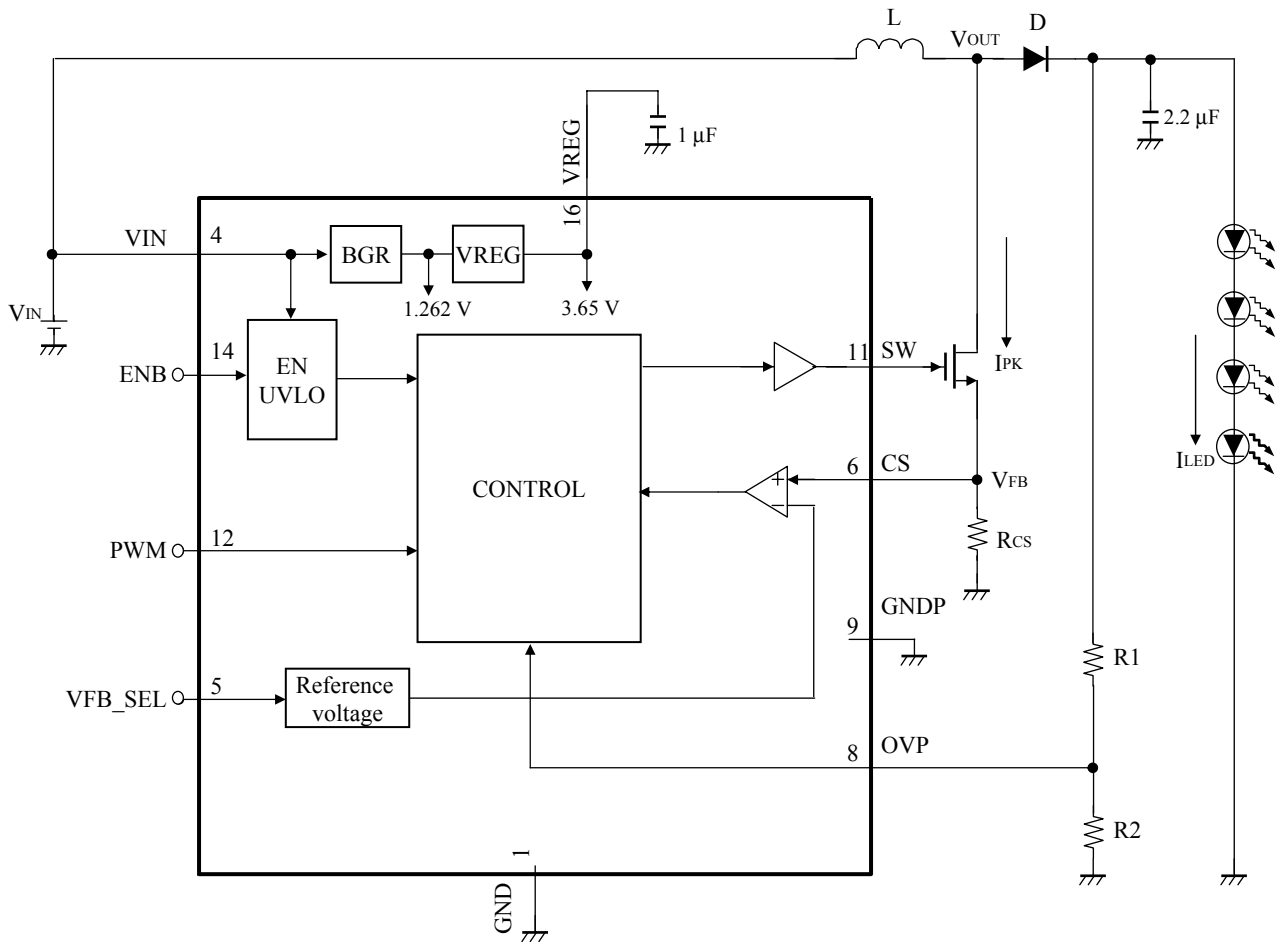 L
VOUT
D
2.2 µF
1 µF
VREG
16
VIN
4
BGR
VREG
1.262 V
3.65 V
VIN
14
ENB
EN
UVLO
11
SW
IPK
6
CS
VFB
ILED
CONTROL
RCS
PWM
12
GNDP
9
R1
VFB_SEL
5
Reference
voltage
8
OVP
R2
1
GND